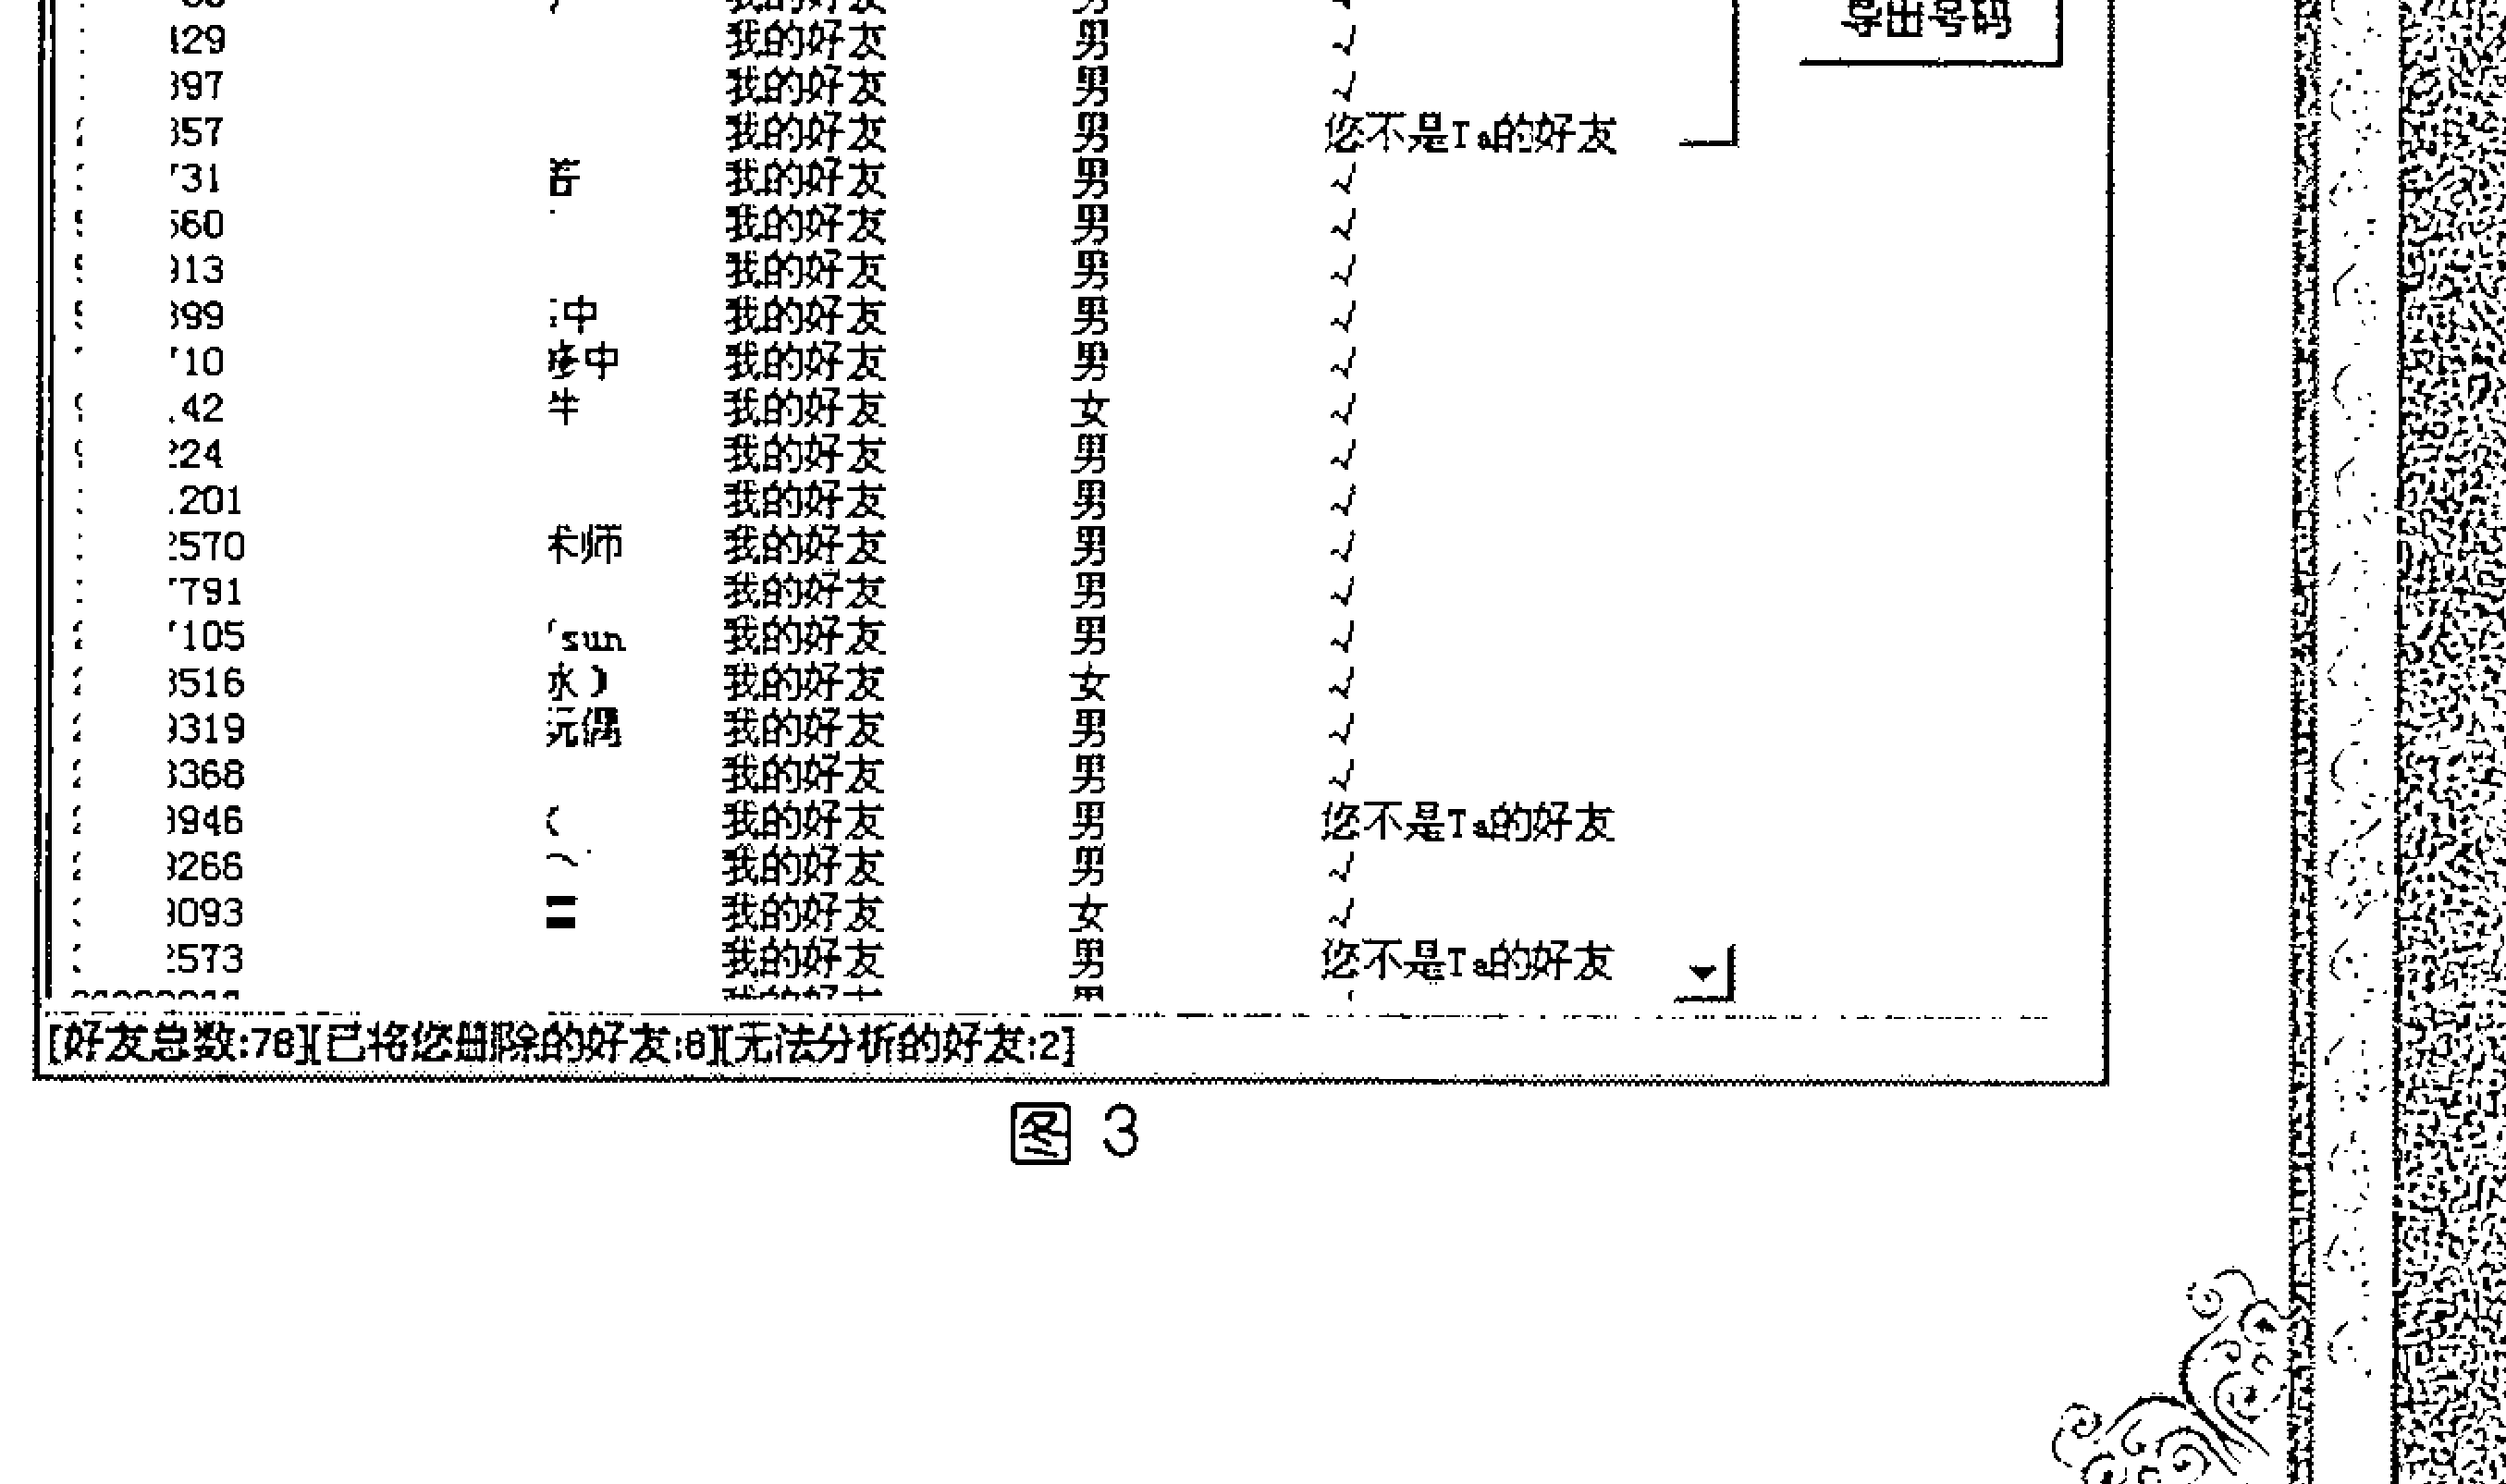 导出号码
429 我的好友 男 √
397 我的好友 男 √
357 我的好友 男 您不是Ta的好友
731 我的好友 男 √
560 我的好友 男 √
913 我的好友 男 √
399 中 我的好友 男 √
710 中 我的好友 男 √
42 牛 我的好友 女 √
224 我的好友 男 √
1201 我的好友 男 √
2570 术师 我的好友 男 √
7791 我的好友 男 √
7105 sun 我的好友 男 √
3516 水) 我的好友 女 √
9319 玩偶 我的好友 男 √
3368 我的好友 男 √
9946 我的好友 男 您不是Ta的好友
9266 我的好友 男 √
9093 我的好友 女 √
2573 我的好友 男 您不是Ta的好友
[好友总数:78][已将您删除的好友:8][无法分析的好友:2]
图 3